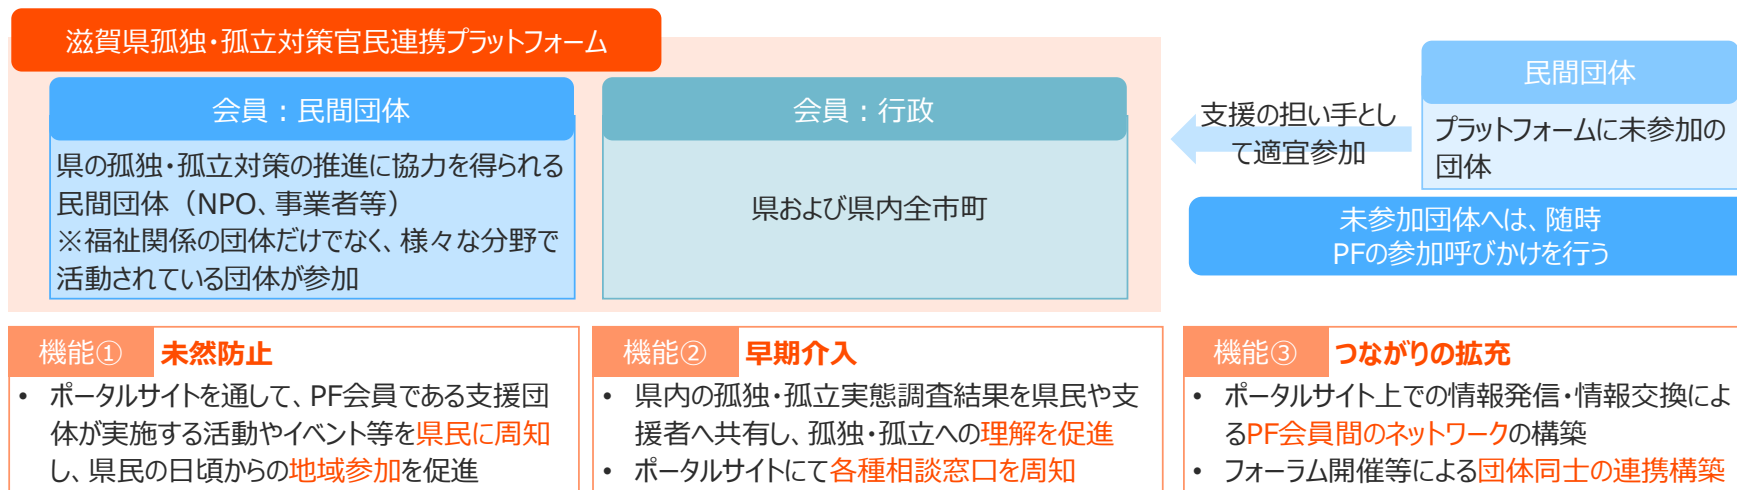 滋賀県孤独・孤立対策官民連携プラットフォーム
会員：民間団体
県の孤独・孤立対策の推進に協力を得られる
民間団体（NPO、事業者等）
※福祉関係の団体だけでなく、様々な分野で
活動されている団体が参加
会員：行政
県および県内全市町
支援の担い手とし
て適宜参加
民間団体
プラットフォームに未参加の
団体
未参加団体へは、随時
PFの参加呼びかけを行う
機能① 未然防止
• ポータルサイトを通して、PF会員である支援団
体が実施する活動やイベント等を県民に周知
し、県民の日頃からの地域参加を促進
機能② 早期介入
• 県内の孤独・孤立実態調査結果を県民や支
援者へ共有し、孤独・孤立への理解を促進
• ポータルサイトにて各種相談窓口を周知
機能③ つながりの拡充
• ポータルサイト上での情報発信・情報交換によ
るPF会員間のネットワークの構築
• フォーラム開催等による団体同士の連携構築